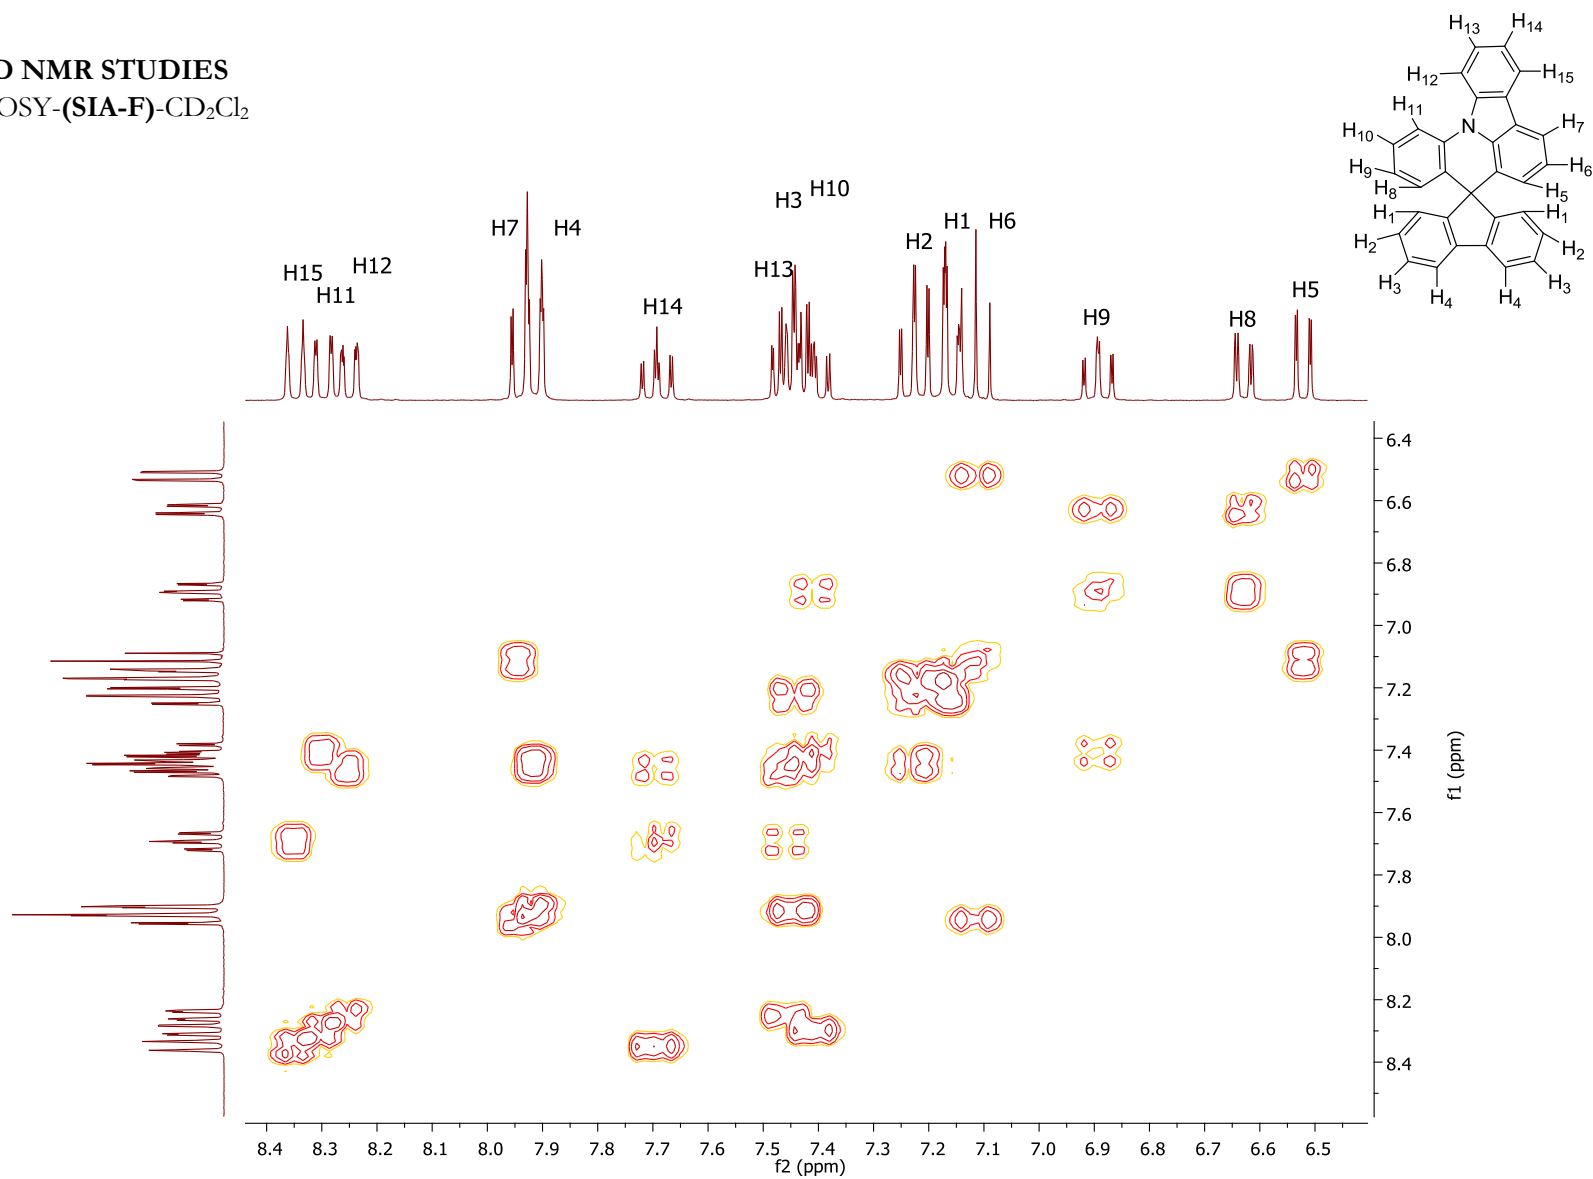 D NMR STUDIES
OSY-(SIA-F)-CD₂Cl₂
H₁₃ H₁₄
H₁₂ H₁₅
H₁₁
N
H₇
H₁₀
H₉ H₆
H₈ H₅
H₁ H₁
H₂ H₂
H₃ H₃
H₄ H₄
H15
H11
H12
H7
H4
H14
H13
H3
H10
H2
H1
H6
H9
H8
H5
6.4
6.6
6.8
7.0
7.2
7.4
7.6
7.8
8.0
8.2
8.4
f1 (ppm)
8.4 8.3 8.2 8.1 8.0 7.9 7.8 7.7 7.6 7.5 7.4 7.3 7.2 7.1 7.0 6.9 6.8 6.7 6.6 6.5
f2 (ppm)